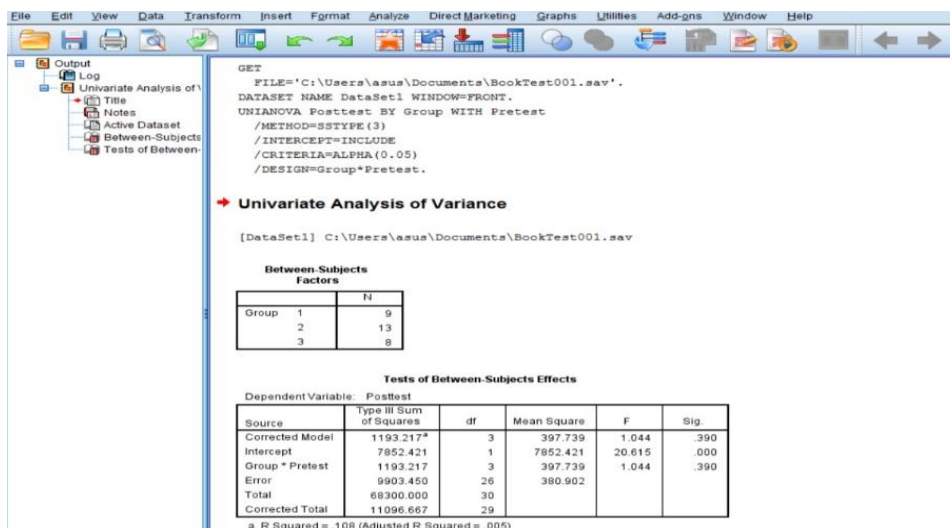 File Edit View Data Transform Insert Format Analyze Direct Marketing Graphs Utilities Add-ons Window Help
Output
Log
Univariate Analysis of V
Title
Notes
Active Dataset
Between-Subjects
Tests of Between-
GET
FILE='C:\Users\asus\Documents\BookTest001.sav'.
DATASET NAME DataSet1 WINDOW=FRONT.
UNIANOVA Posttest BY Group WITH Pretest
/METHOD=SSTYPE(3)
/INTERCEPT=INCLUDE
/CRITERIA=ALPHA(0.05)
/DESIGN=Group*Pretest.
Univariate Analysis of Variance
[DataSet1] C:\Users\asus\Documents\BookTest001.sav
Between-Subjects
Factors
N
Group 1 9
2 13
3 8
Tests of Between-Subjects Effects
Dependent Variable: Posttest
Source Type III Sum of Squares df Mean Square F Sig.
Corrected Model 1193.217a 3 397.739 1.044 .390
Intercept 7852.421 1 7852.421 20.615 .000
Group * Pretest 1193.217 3 397.739 1.044 .390
Error 9903.450 26 380.902
Total 68300.000 30
Corrected Total 11096.667 29
a. R Squared = .108 (Adjusted R Squared = .005)